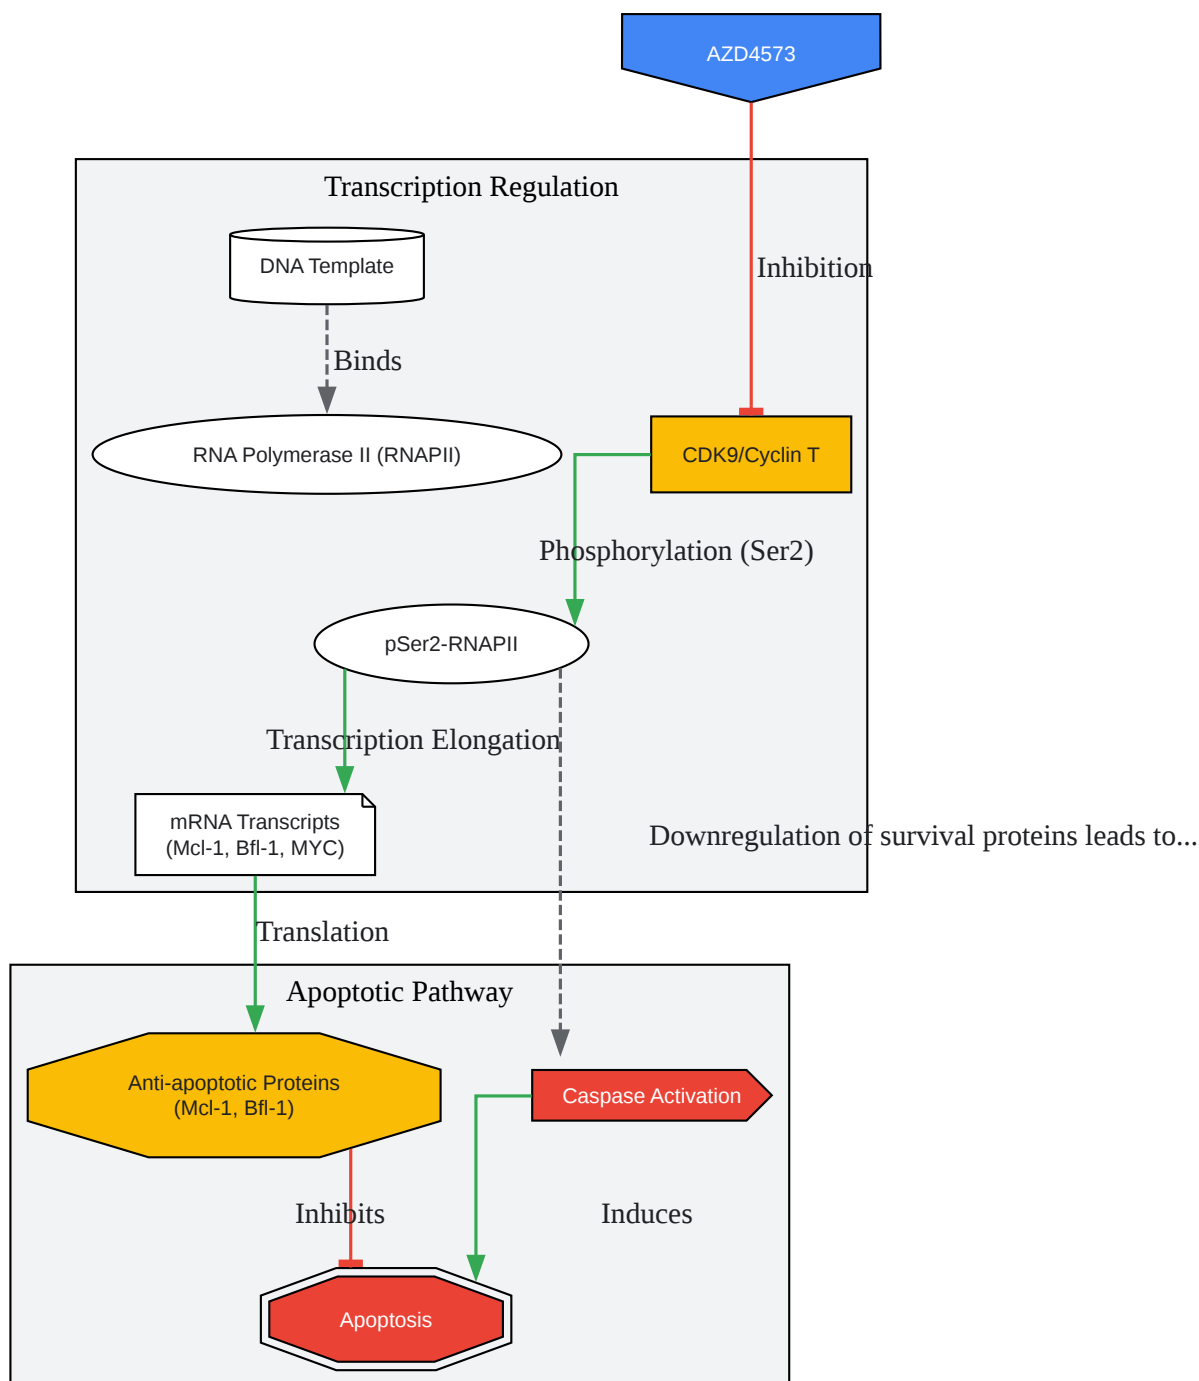 AZD4573
Transcription Regulation
DNA Template
Inhibition
Binds
RNA Polymerase II (RNAPII)
CDK9/Cyclin T
Phosphorylation (Ser2)
pSer2-RNAPII
Transcription Elongation
mRNA Transcripts
(Mcl-1, Bfl-1, MYC)
Downregulation of survival proteins leads to...
Translation
Apoptotic Pathway
Anti-apoptotic Proteins
(Mcl-1, Bfl-1)
Caspase Activation
Inhibits
Induces
Apoptosis